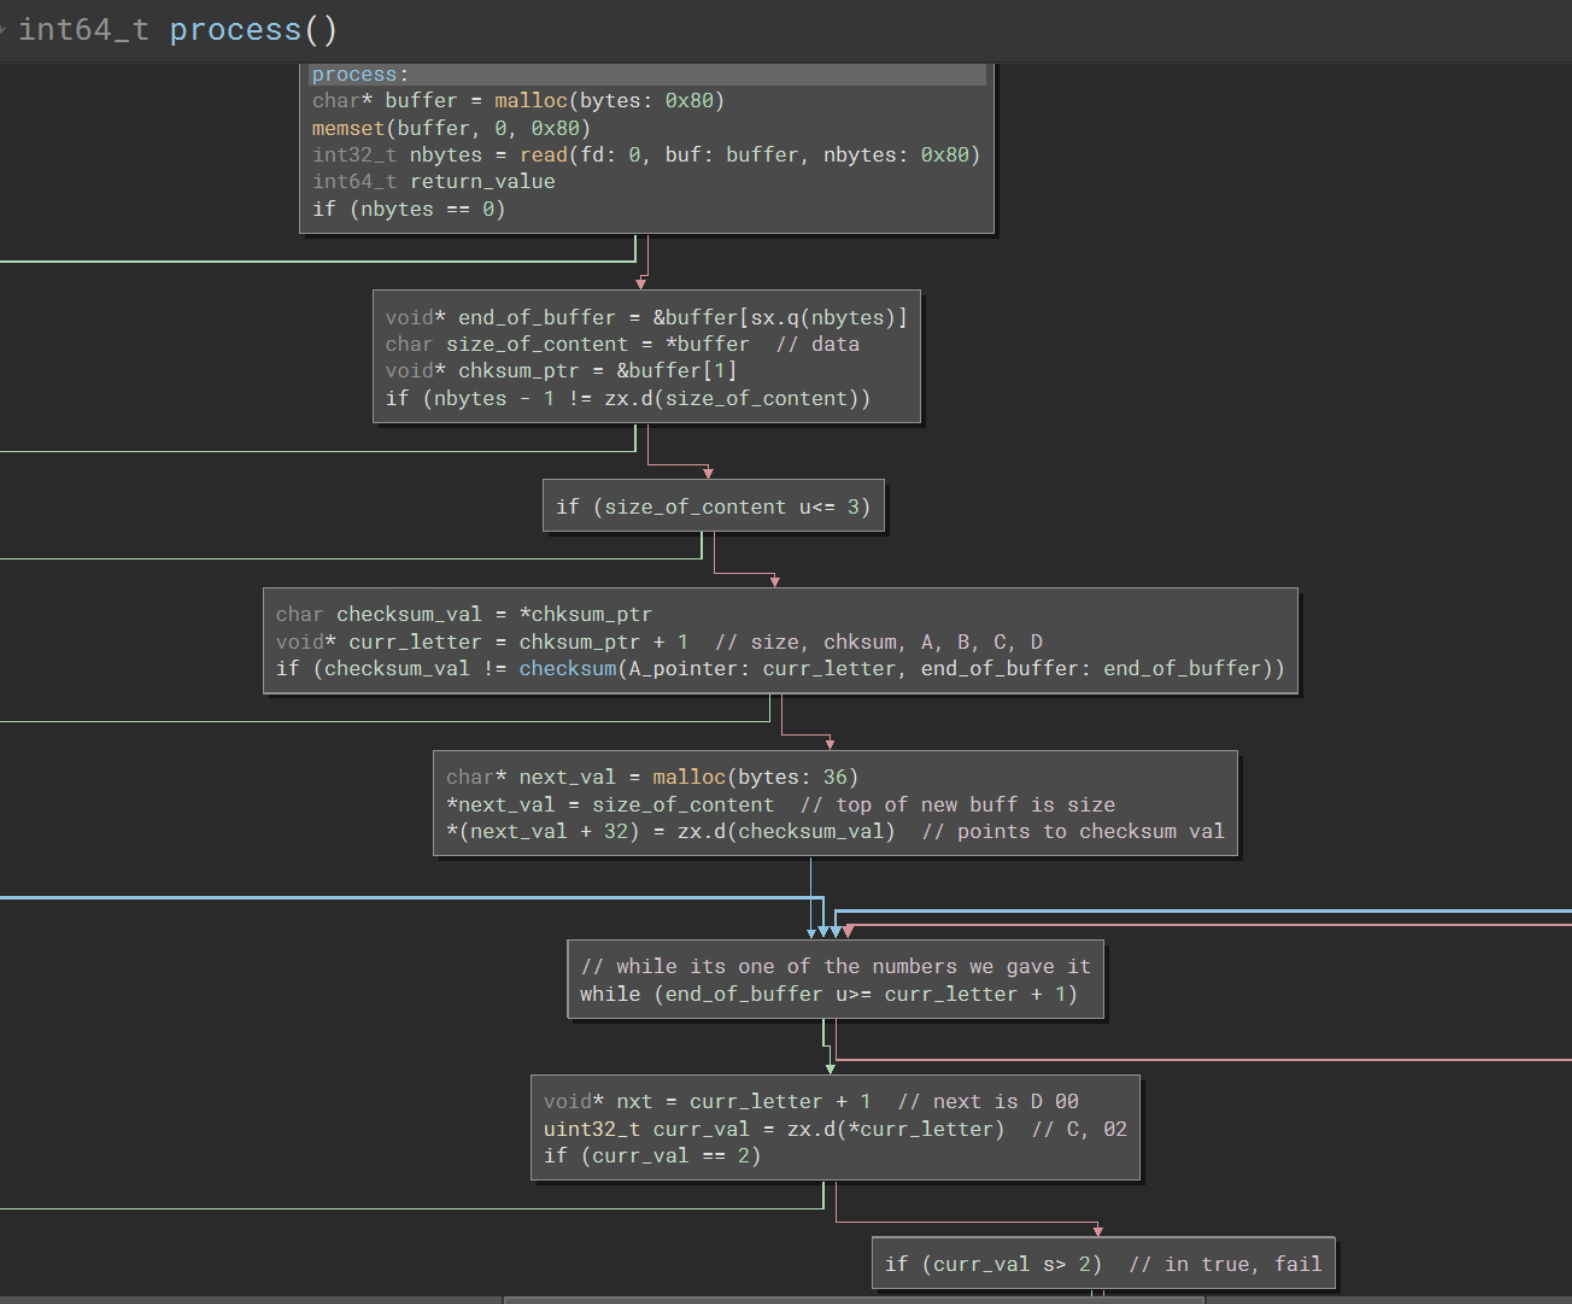 int64_t process()
process:
char* buffer = malloc(bytes: 0x80)
memset(buffer, 0, 0x80)
int32_t nbytes = read(fd: 0, buf: buffer, nbytes: 0x80)
int64_t return_value
if (nbytes == 0)
void* end_of_buffer = &buffer[sx.q(nbytes)]
char size_of_content = *buffer  // data
void* chksum_ptr = &buffer[1]
if (nbytes - 1 != zx.d(size_of_content))
if (size_of_content u<= 3)
char checksum_val = *chksum_ptr
void* curr_letter = chksum_ptr + 1  // size, chksum, A, B, C, D
if (checksum_val != checksum(A_pointer: curr_letter, end_of_buffer: end_of_buffer))
char* next_val = malloc(bytes: 36)
*next_val = size_of_content  // top of new buff is size
*(next_val + 32) = zx.d(checksum_val)  // points to checksum val
// while its one of the numbers we gave it
while (end_of_buffer u>= curr_letter + 1)
void* nxt = curr_letter + 1  // next is D 00
uint32_t curr_val = zx.d(*curr_letter)  // C, 02
if (curr_val == 2)
if (curr_val s> 2)  // in true, fail